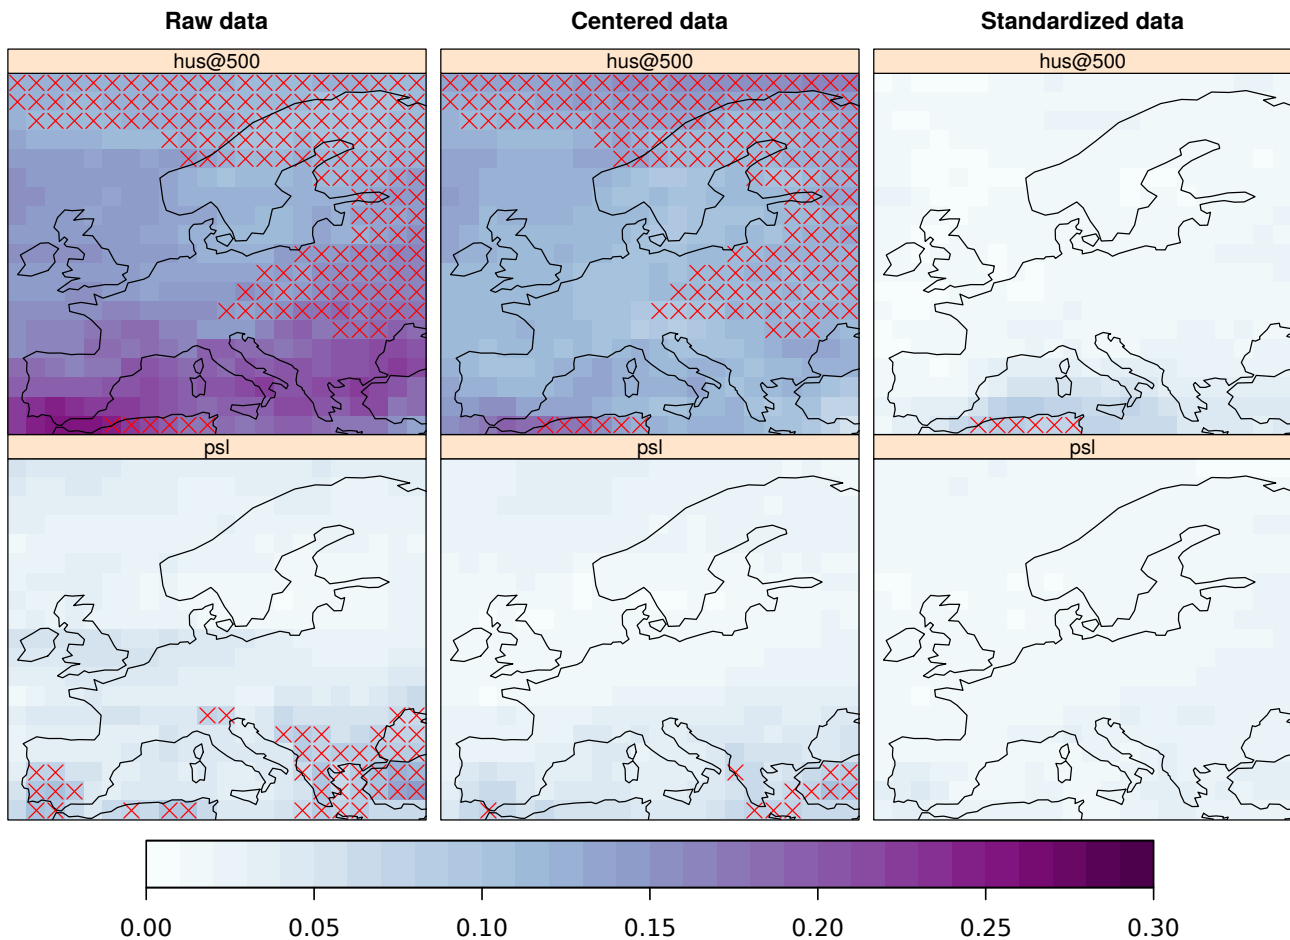 Raw data Centered data Standardized data
hus@500 hus@500 hus@500
psl psl psl
0.00 0.05 0.10 0.15 0.20 0.25 0.30